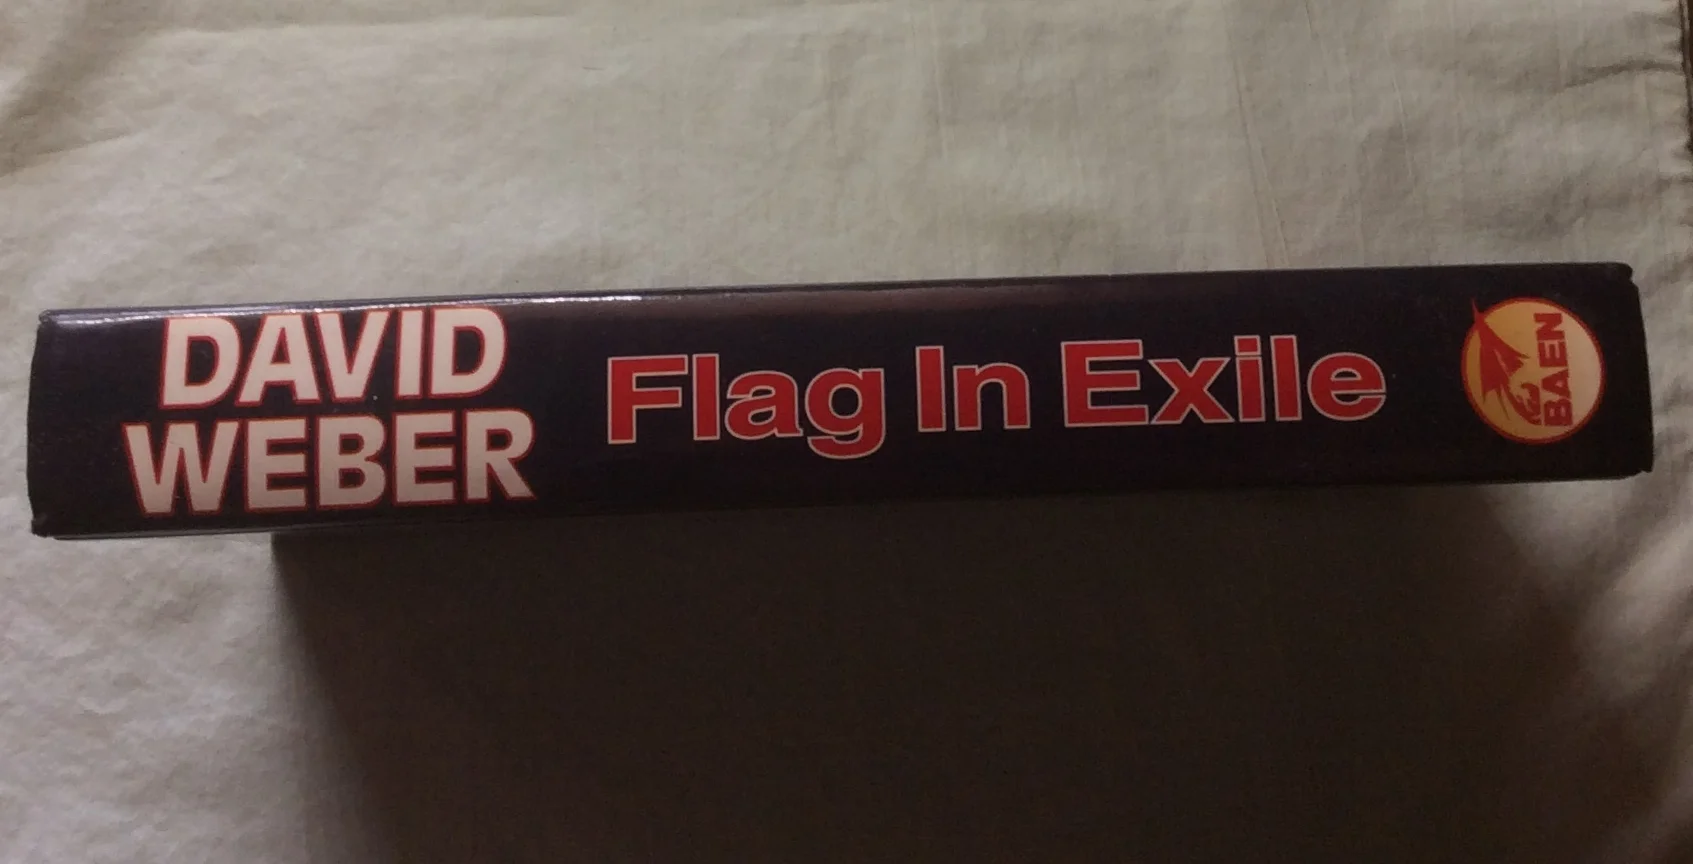 DAVID
WEBER
Flag In Exile
BAEN